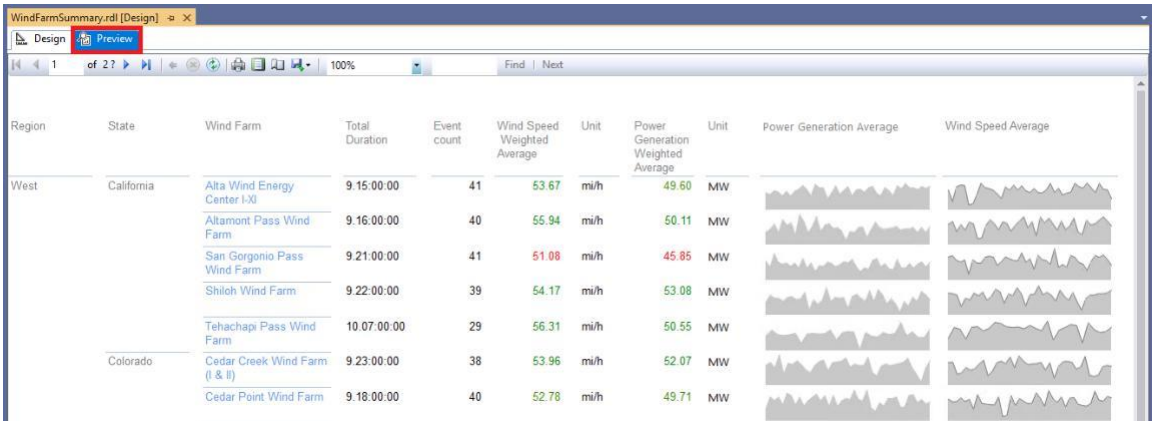 WindFarmSummary.rdl [Design]
Design Preview
1 of 2? 100% Find | Next
Region State Wind Farm Total Duration Event count Wind Speed Weighted Average Unit Power Generation Weighted Average Unit Power Generation Average Wind Speed Average
West California Alta Wind Energy Center I-XI 9.15:00:00 41 53.67 mi/h 49.60 MW
Altamont Pass Wind Farm 9.16:00:00 40 55.94 mi/h 50.11 MW
San Gorgonio Pass Wind Farm 9.21:00:00 41 51.08 mi/h 45.85 MW
Shiloh Wind Farm 9.22:00:00 39 54.17 mi/h 53.08 MW
Tehachapi Pass Wind Farm 10.07:00:00 29 56.31 mi/h 50.55 MW
Colorado Cedar Creek Wind Farm (I & II) 9.23:00:00 38 53.96 mi/h 52.07 MW
Cedar Point Wind Farm 9.18:00:00 40 52.78 mi/h 49.71 MW